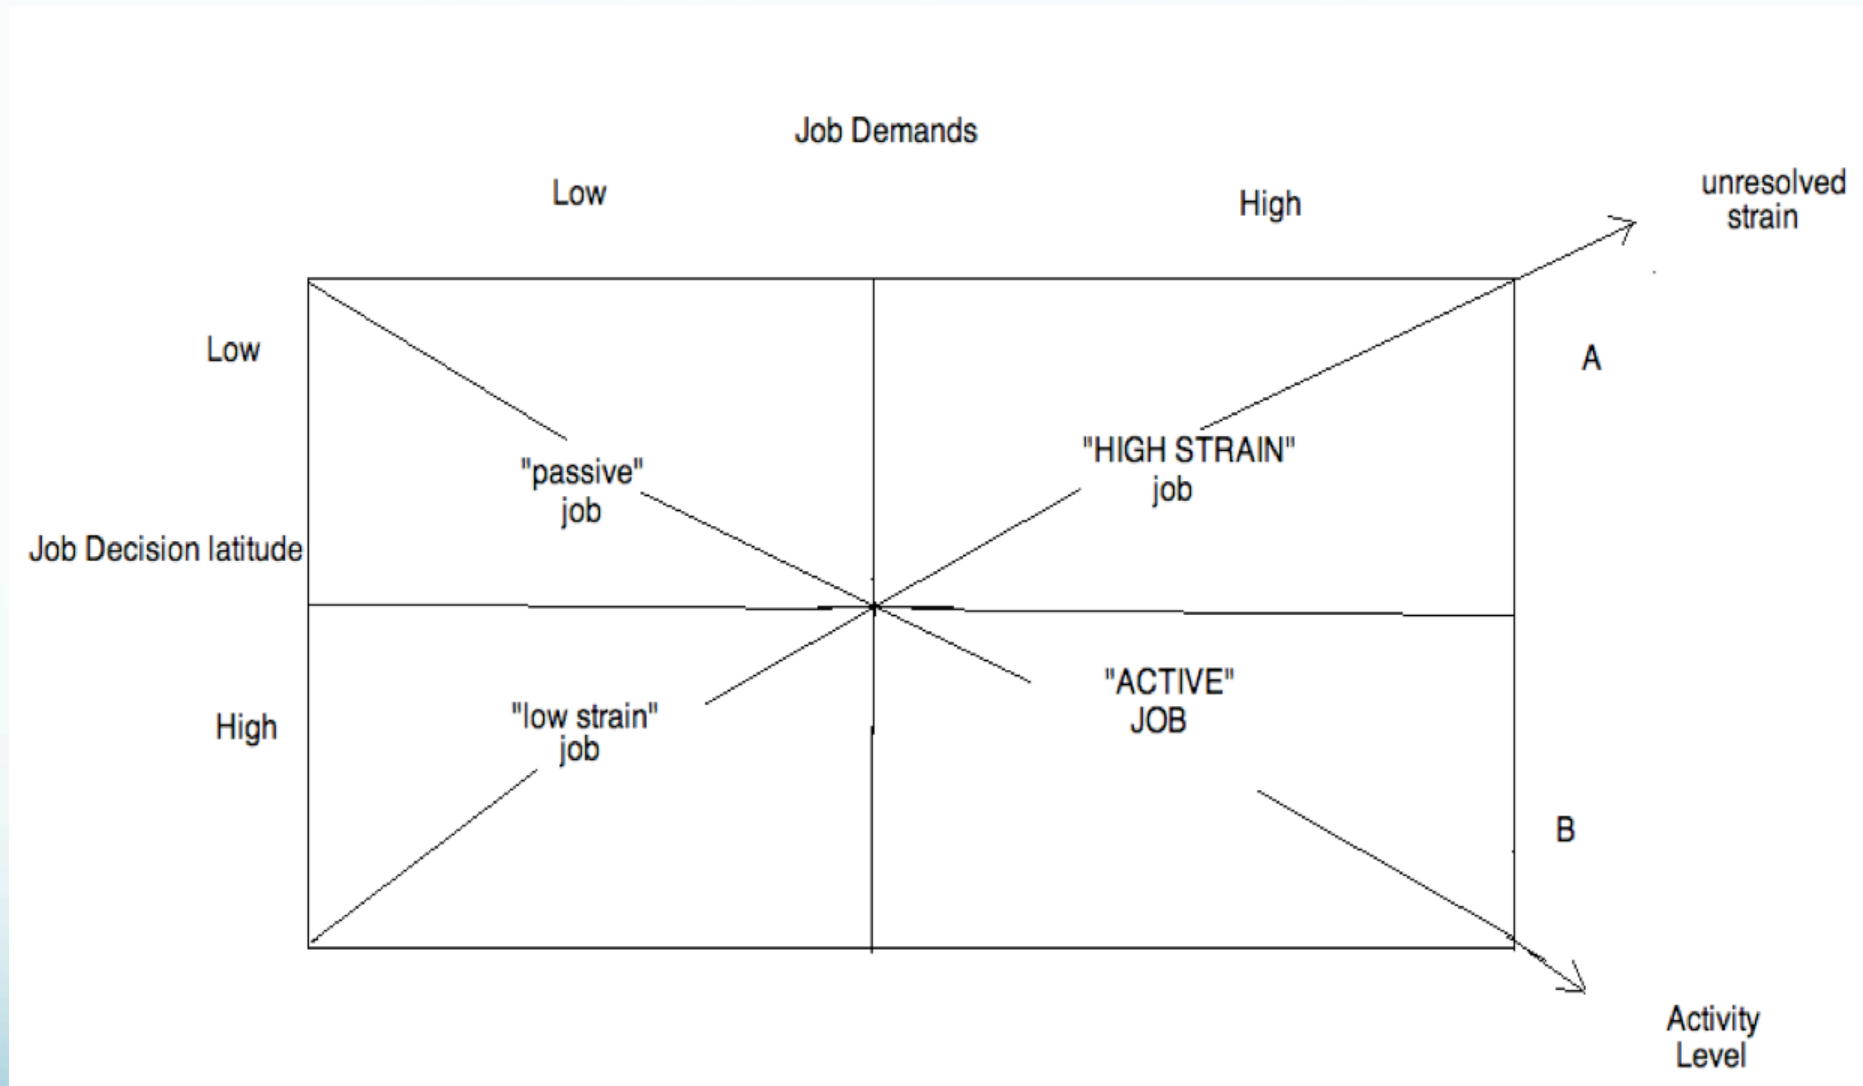 Job Demands
Low
High
unresolved
strain
Low
A
"HIGH STRAIN"
job
"passive"
job
Job Decision latitude
"ACTIVE"
JOB
"low strain"
job
High
B
Activity
Level